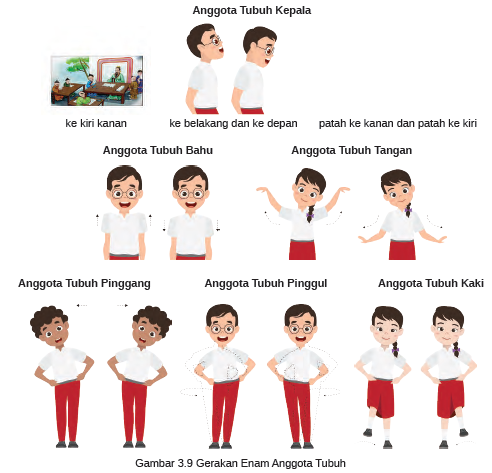 Anggota Tubuh Kepala
ke kiri kanan
ke belakang dan ke depan
patah ke kanan dan patah ke kiri
Anggota Tubuh Bahu
Anggota Tubuh Tangan
Anggota Tubuh Pinggang
Anggota Tubuh Pinggul
Anggota Tubuh Kaki
Gambar 3.9 Gerakan Enam Anggota Tubuh